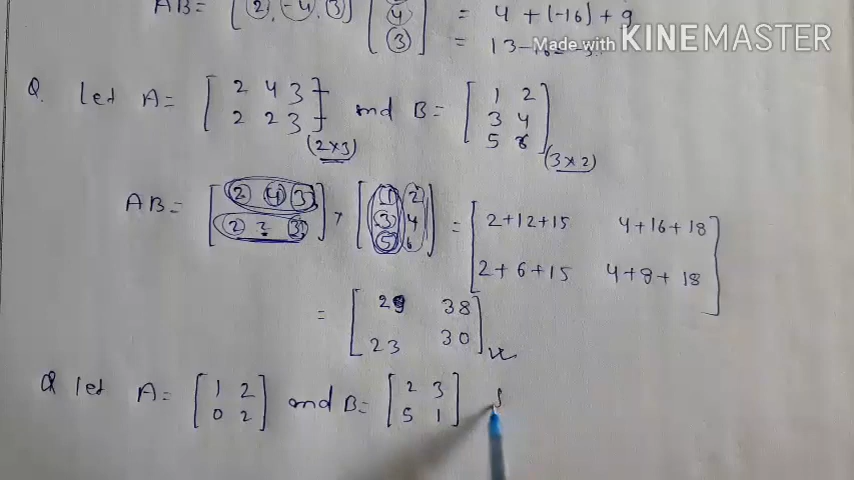 AB = [2, -4, 3] [4 3] = 4 + (-16) + 9
= 13 - 16 = -3
Made with KINEMASTER
Q. let A = [2 4 3 and B = [1 2
2 2 3] 3 4
(2×3) 5 6] (3×2)
AB = [2 4 3 × [1 2 = [2+12+15 4+16+18
2 2 3] 3 4 2+6+15 4+8+18]
5 6]
= [29 38
23 30]
Q let A = [1 2 and B = [2 3
0 2] 5 1]